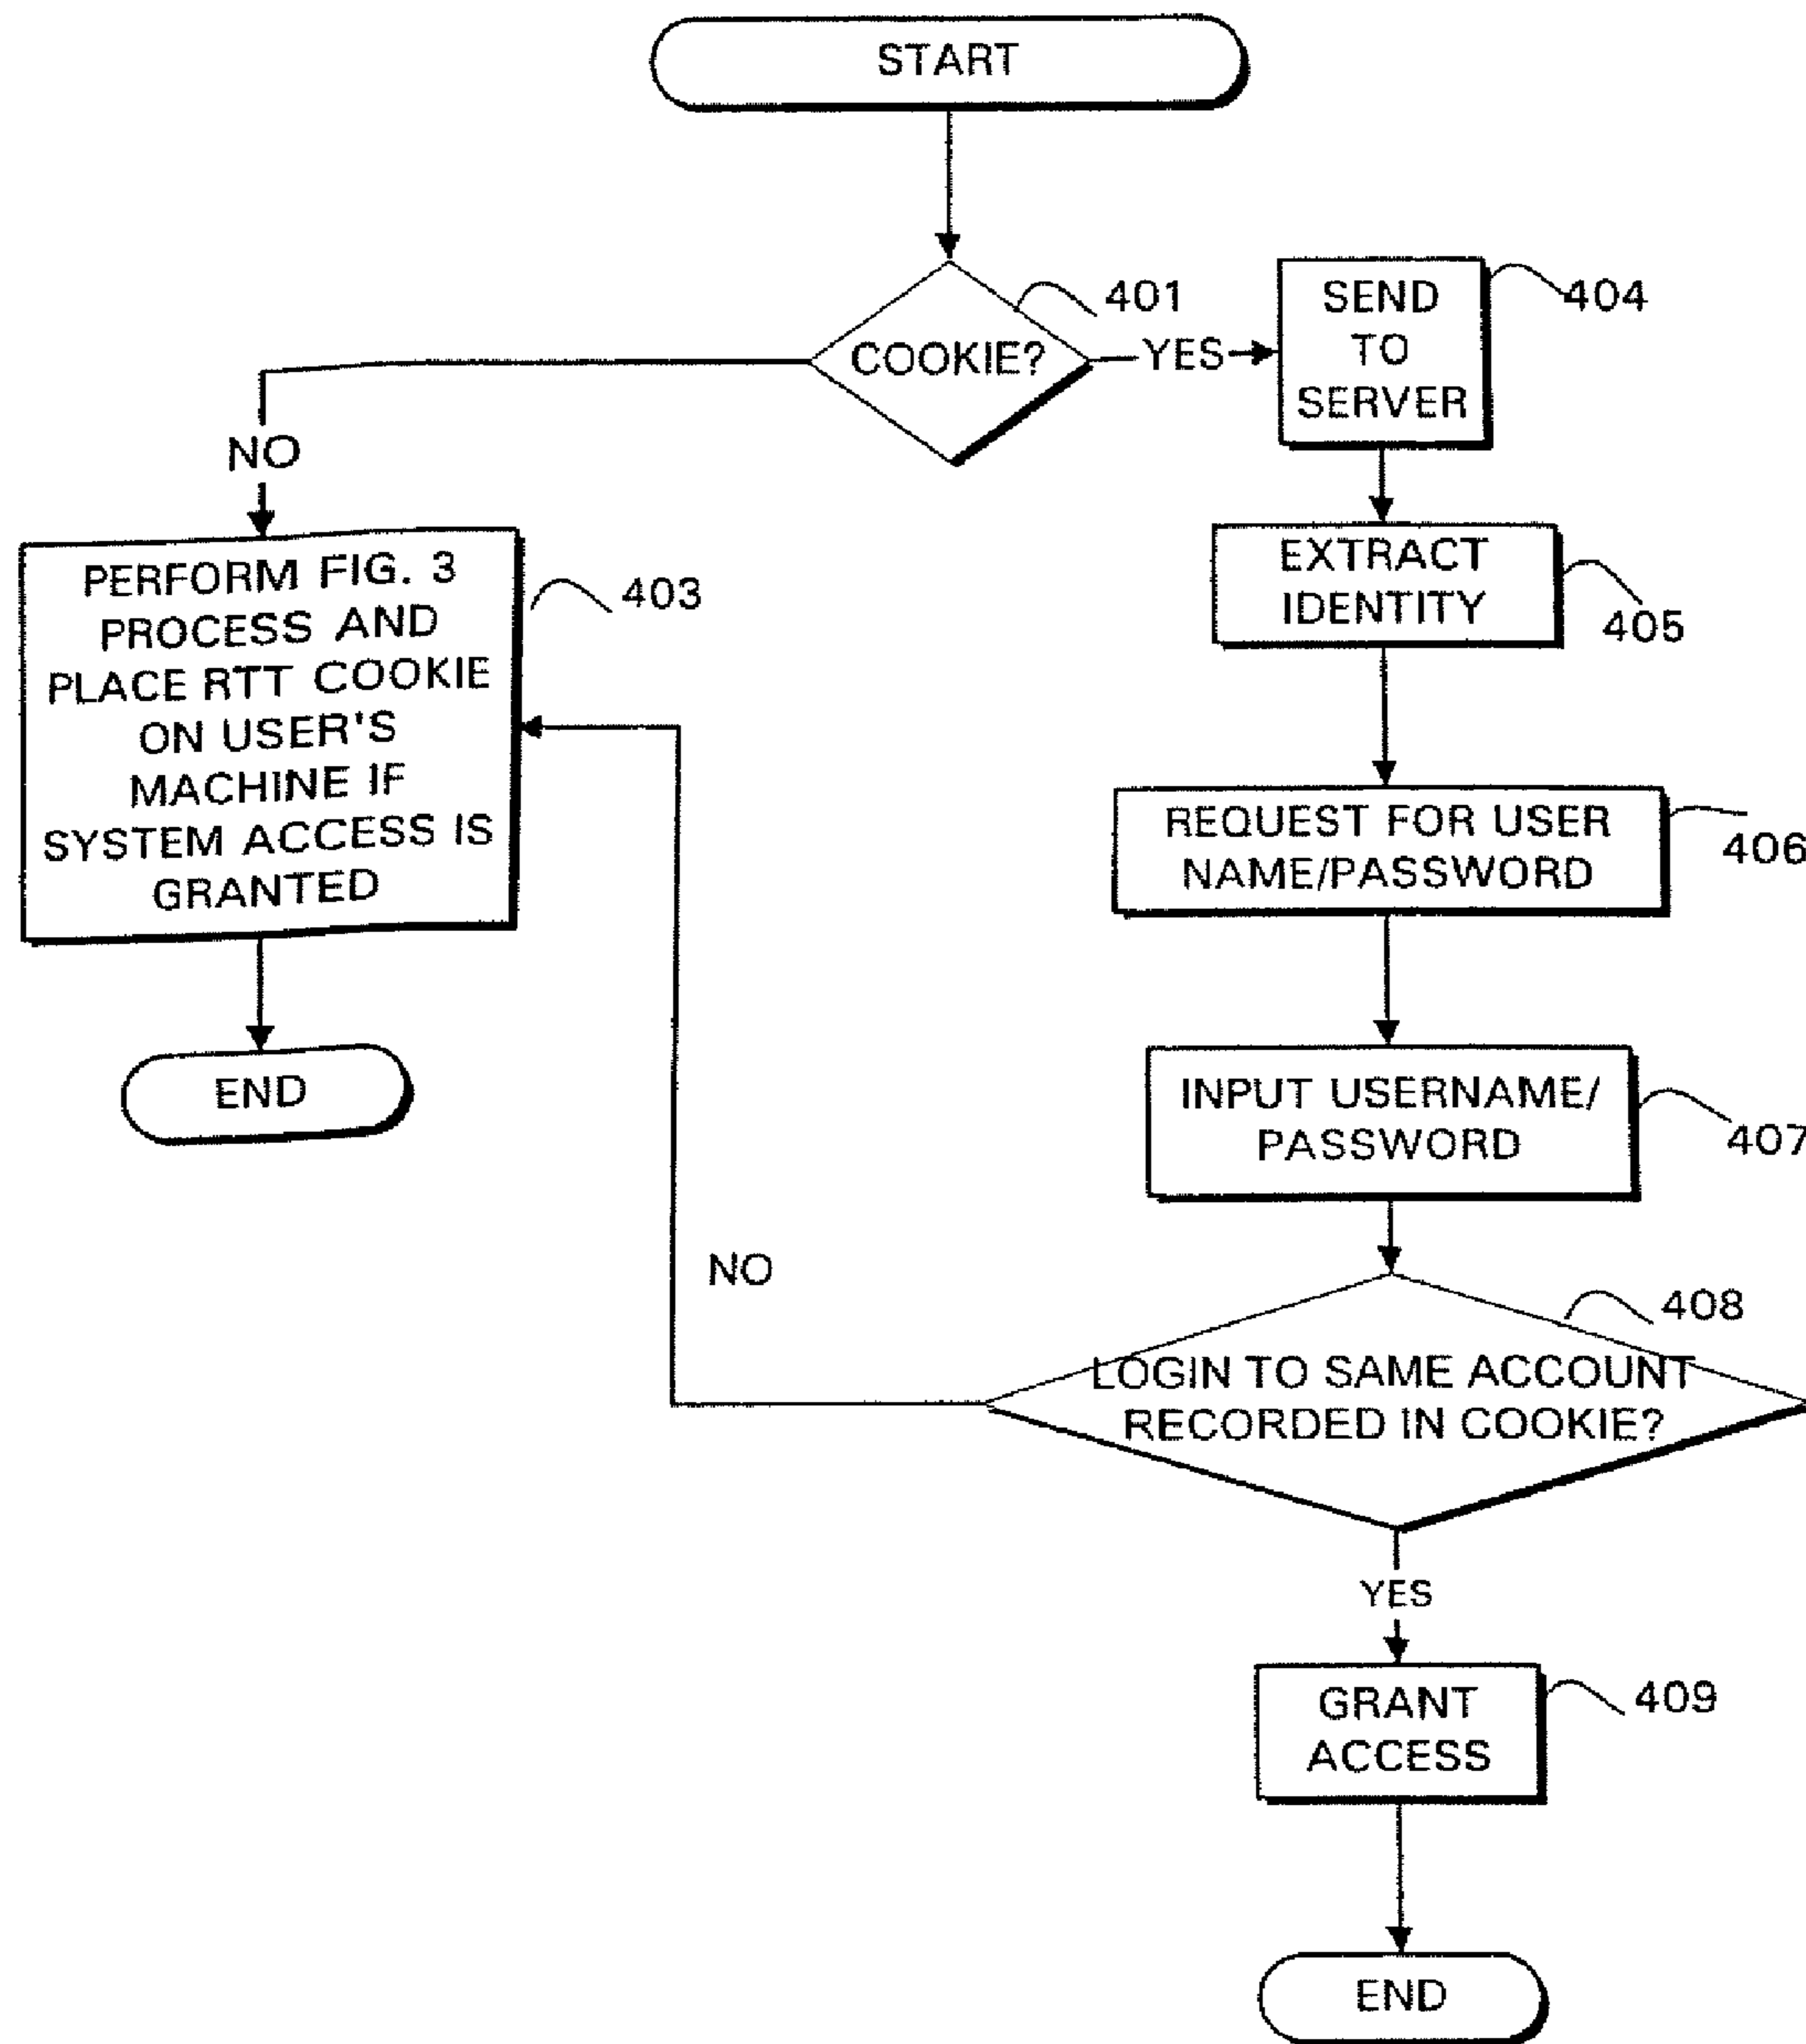 START
COOKIE?
401
YES
SEND
TO
SERVER
404
NO
EXTRACT
IDENTITY
405
PERFORM FIG. 3
PROCESS AND
PLACE RTT COOKIE
ON USER'S
MACHINE IF
SYSTEM ACCESS IS
GRANTED
403
REQUEST FOR USER
NAME/PASSWORD
406
END
INPUT USERNAME/
PASSWORD
407
NO
LOGIN TO SAME ACCOUNT
RECORDED IN COOKIE?
408
YES
GRANT
ACCESS
409
END